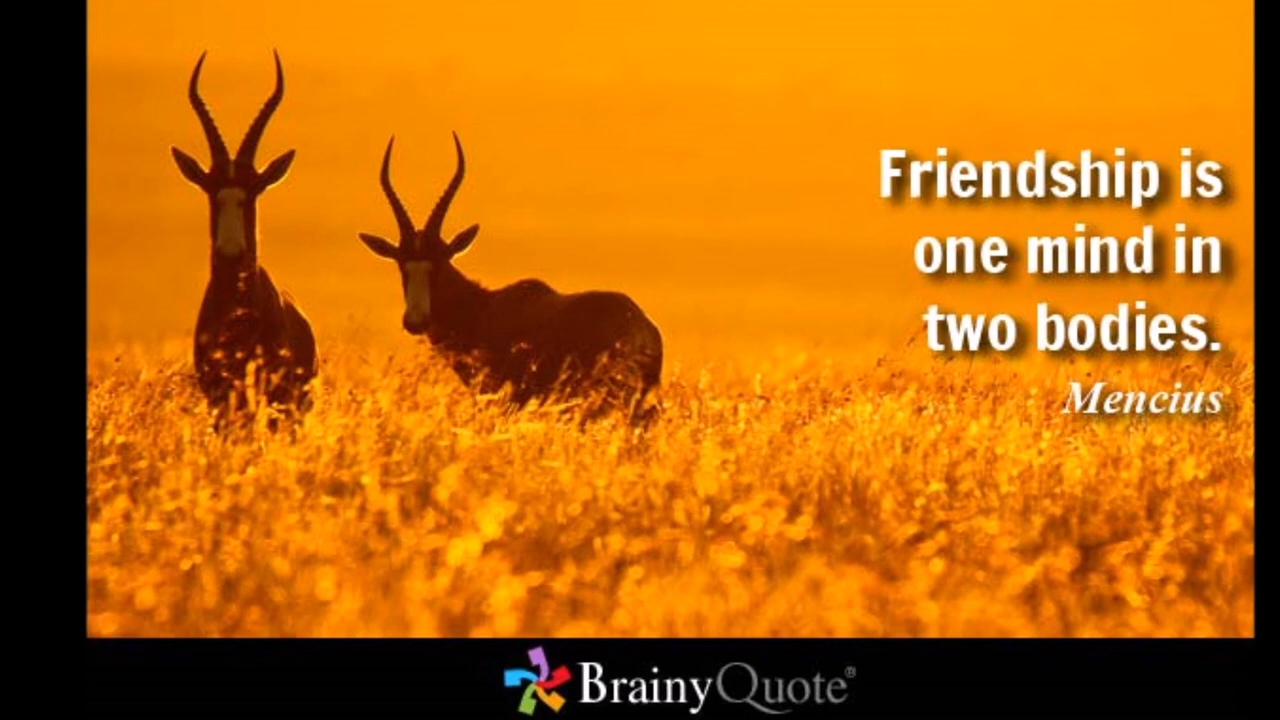 Friendship is
one mind in
two bodies.
Mencius
BrainyQuote®